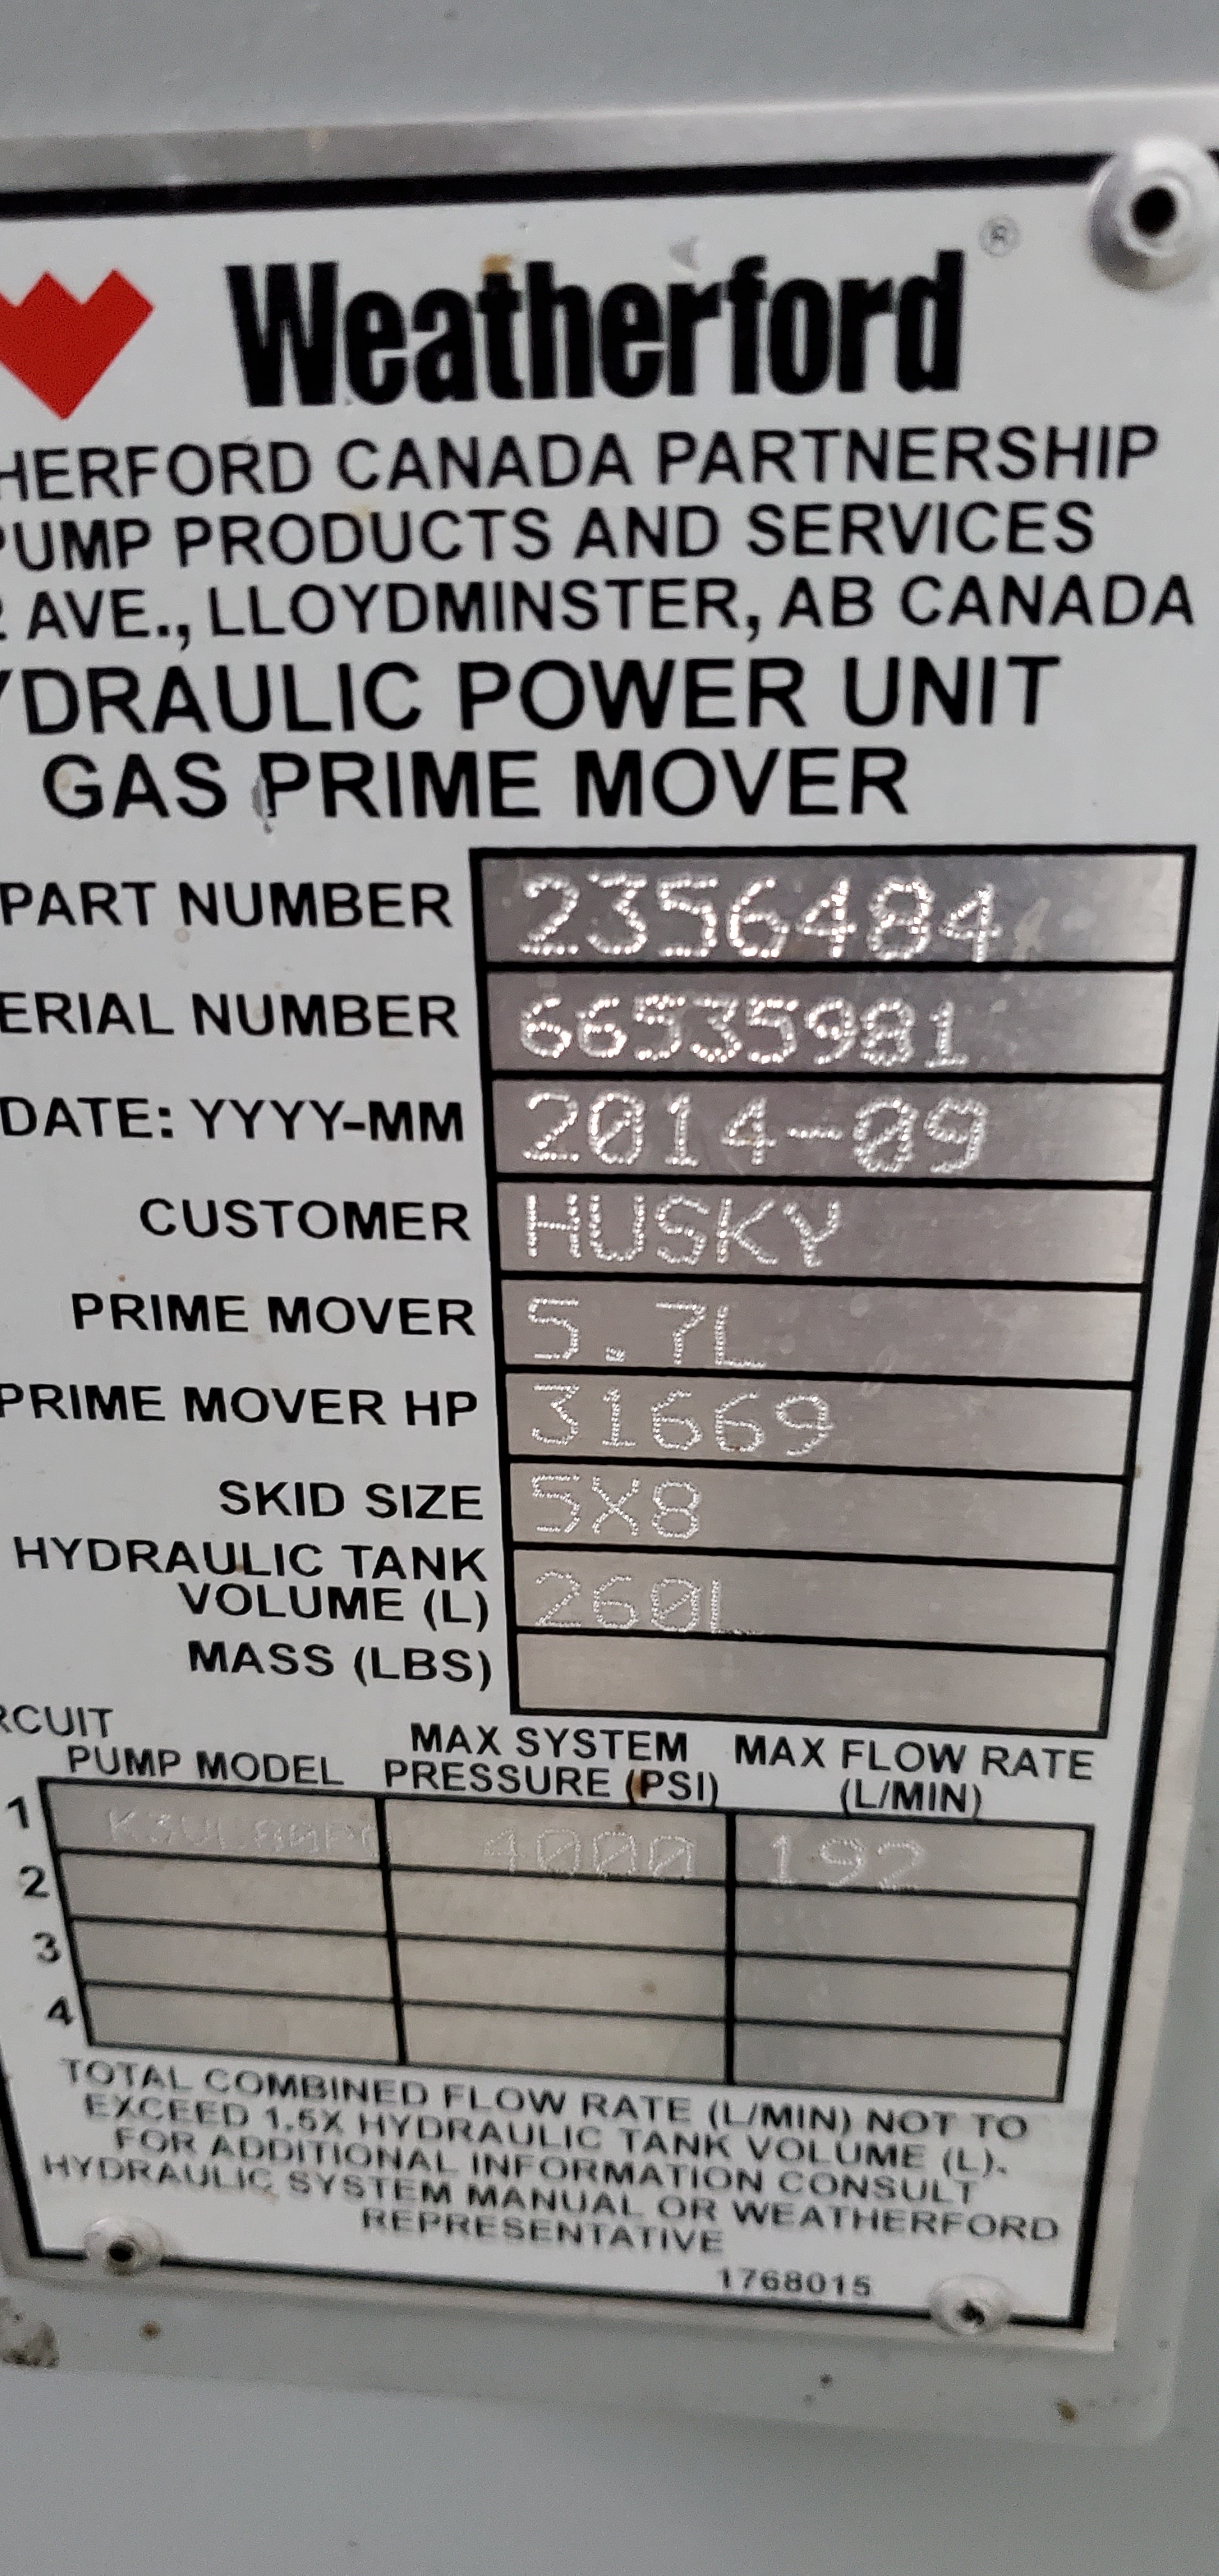 Weatherford®
HERFORD CANADA PARTNERSHIP
PUMP PRODUCTS AND SERVICES
AVE., LLOYDMINSTER, AB CANADA
YDRAULIC POWER UNIT
GAS PRIME MOVER
PART NUMBER 2356484
ERIAL NUMBER 66535981
DATE: YYYY-MM 2014-09
CUSTOMER HUSKY
PRIME MOVER 5.7L
PRIME MOVER HP 31669
SKID SIZE 5X8
HYDRAULIC TANK
VOLUME (L) 260L
MASS (LBS)
RCUIT
PUMP MODEL MAX SYSTEM PRESSURE (PSI) MAX FLOW RATE (L/MIN)
1 4000 192
2
3
4
TOTAL COMBINED FLOW RATE (L/MIN) NOT TO
EXCEED 1.5X HYDRAULIC TANK VOLUME (L).
FOR ADDITIONAL INFORMATION CONSULT
HYDRAULIC SYSTEM MANUAL OR WEATHERFORD
REPRESENTATIVE
1768015